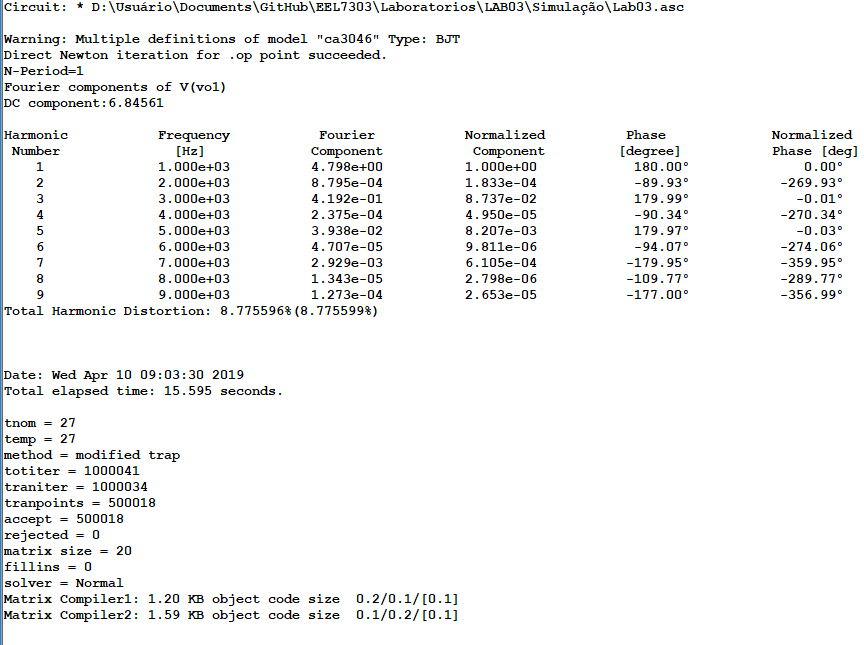 Circuit: * D:\Usuário\Documents\GitHub\EEL7303\Laboratorios\LAB03\Simulação\Lab03.asc
Warning: Multiple definitions of model "ca3046" Type: BJT
Direct Newton iteration for .op point succeeded.
N-Period=1
Fourier components of V(vo1)
DC component:6.84561
Harmonic Frequency Fourier Normalized Phase Normalized
Number [Hz] Component Component [degree] Phase [deg]
1 1.000e+03 4.798e+00 1.000e+00 180.00° 0.00°
2 2.000e+03 8.795e-04 1.833e-04 -89.93° -269.93°
3 3.000e+03 4.192e-01 8.737e-02 179.99° -0.01°
4 4.000e+03 2.375e-04 4.950e-05 -90.34° -270.34°
5 5.000e+03 3.938e-02 8.207e-03 179.97° -0.03°
6 6.000e+03 4.707e-05 9.811e-06 -94.07° -274.06°
7 7.000e+03 2.929e-03 6.105e-04 -179.95° -359.95°
8 8.000e+03 1.343e-05 2.798e-06 -109.77° -289.77°
9 9.000e+03 1.273e-04 2.653e-05 -177.00° -356.99°
Total Harmonic Distortion: 8.775596%(8.775599%)
Date: Wed Apr 10 09:03:30 2019
Total elapsed time: 15.595 seconds.
tnom = 27
temp = 27
method = modified trap
totiter = 1000041
traniter = 1000034
tranpoints = 500018
accept = 500018
rejected = 0
matrix size = 20
fillins = 0
solver = Normal
Matrix Compiler1: 1.20 KB object code size 0.2/0.1/[0.1]
Matrix Compiler2: 1.59 KB object code size 0.1/0.2/[0.1]